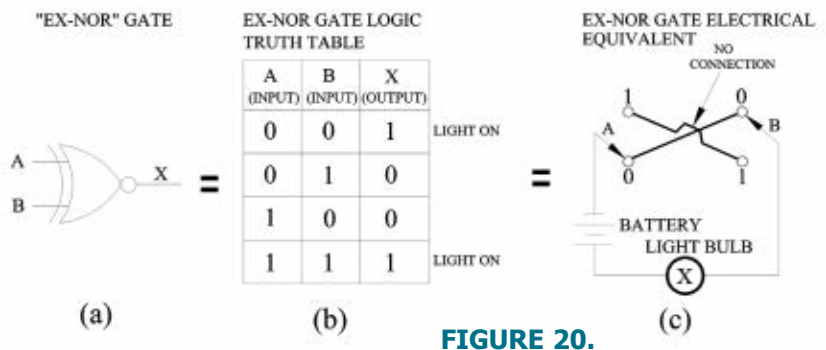 "EX-NOR" GATE
A
B
X
=
(a)
EX-NOR GATE LOGIC
TRUTH TABLE
A B X
(INPUT) (INPUT) (OUTPUT)
0 0 1 LIGHT ON
0 1 0
1 0 0
1 1 1 LIGHT ON
(b)
=
EX-NOR GATE ELECTRICAL
EQUIVALENT
NO
CONNECTION
1 0
A B
0 1
BATTERY
LIGHT BULB
X
(c)
FIGURE 20.